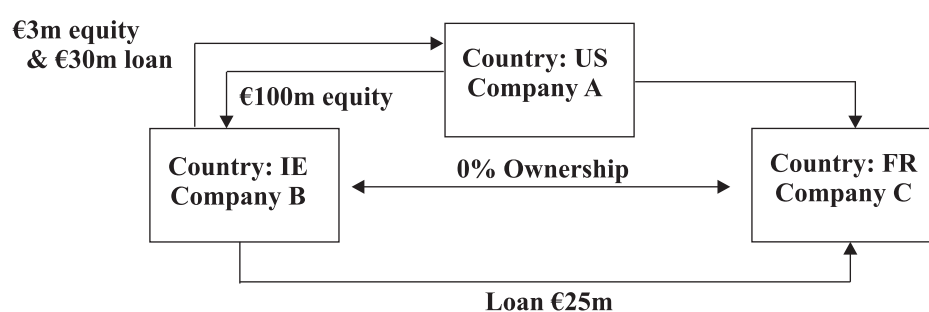 €3m equity
& €30m loan
Country: US
Company A
€100m equity
Country: IE
Company B
0% Ownership
Country: FR
Company C
Loan €25m